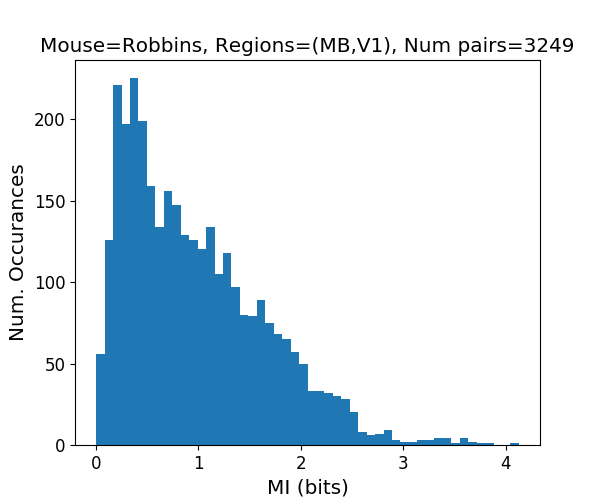 Mouse=Robbins, Regions=(MB,V1), Num pairs=3249
Num. Occurances
200
150
100
50
0
0 1 2 3 4
MI (bits)